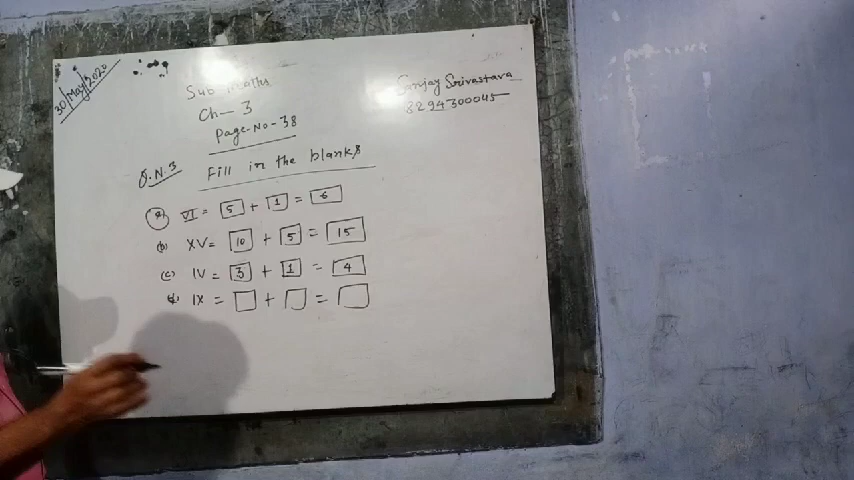 30/May/2020
Sub Maths
Ch- 3
Page-No-38
Sanjay Srivastava
8294300045
Q.N.3 Fill in the blanks
(a) VI = 5 + 1 = 6
(b) XV = 10 + 5 = 15
(c) IV = 3 + 1 = 4
(d) IX = + =